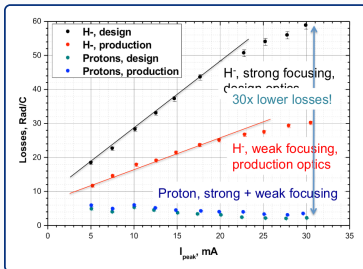 60
50
40
30
20
10
0
Losses, Rad/C
H-, design
H-, production
Protons, design
Protons, production
H-, strong focusing,
design optics
30x lower losses!
H-, weak focusing,
production optics
Proton, strong + weak focusing
0 5 10 15 20 25 30 35
Ipeak, mA